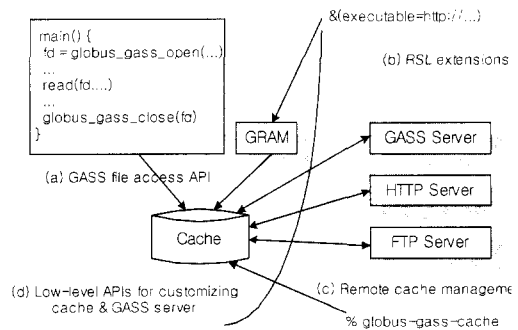 main() {
fd = globus_gass_open(...)
...
read(fd....)
...
globus_gass_close(fd)
}
&(executable=http://...)
(b) RSL extensions
GRAM
GASS Server
(a) GASS file access API
HTTP Server
Cache
FTP Server
(d) Low-level APIs for customizing
cache & GASS server
(c) Remote cache manageme
% globus-gass-cache